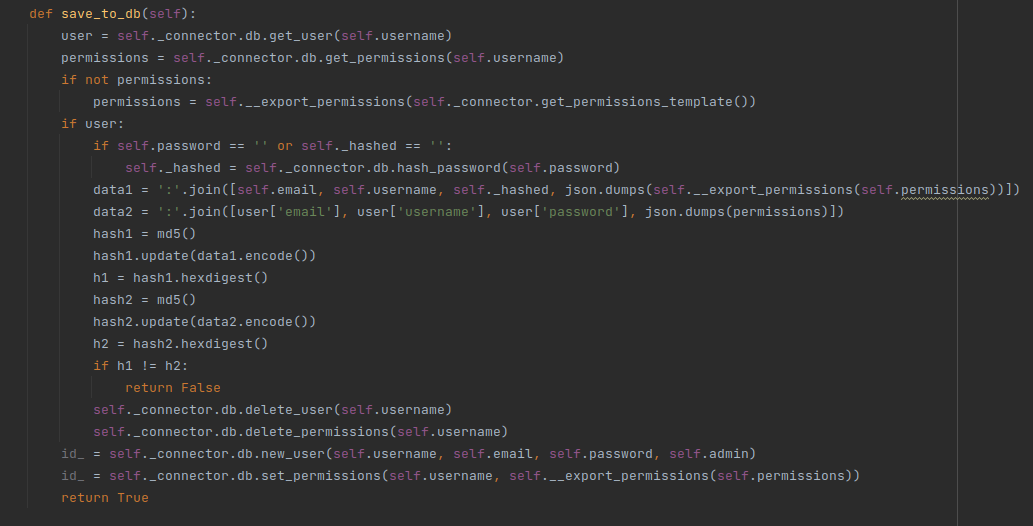 def save_to_db(self):
    user = self._connector.db.get_user(self.username)
    permissions = self._connector.db.get_permissions(self.username)
    if not permissions:
        permissions = self.__export_permissions(self._connector.get_permissions_template())
    if user:
        if self.password == '' or self._hashed == '':
            self._hashed = self._connector.db.hash_password(self.password)
        data1 = ':'.join([self.email, self.username, self._hashed, json.dumps(self.__export_permissions(self.permissions))])
        data2 = ':'.join([user['email'], user['username'], user['password'], json.dumps(permissions)])
        hash1 = md5()
        hash1.update(data1.encode())
        h1 = hash1.hexdigest()
        hash2 = md5()
        hash2.update(data2.encode())
        h2 = hash2.hexdigest()
        if h1 != h2:
            return False
        self._connector.db.delete_user(self.username)
        self._connector.db.delete_permissions(self.username)
    id_ = self._connector.db.new_user(self.username, self.email, self.password, self.admin)
    id_ = self._connector.db.set_permissions(self.username, self.__export_permissions(self.permissions))
    return True